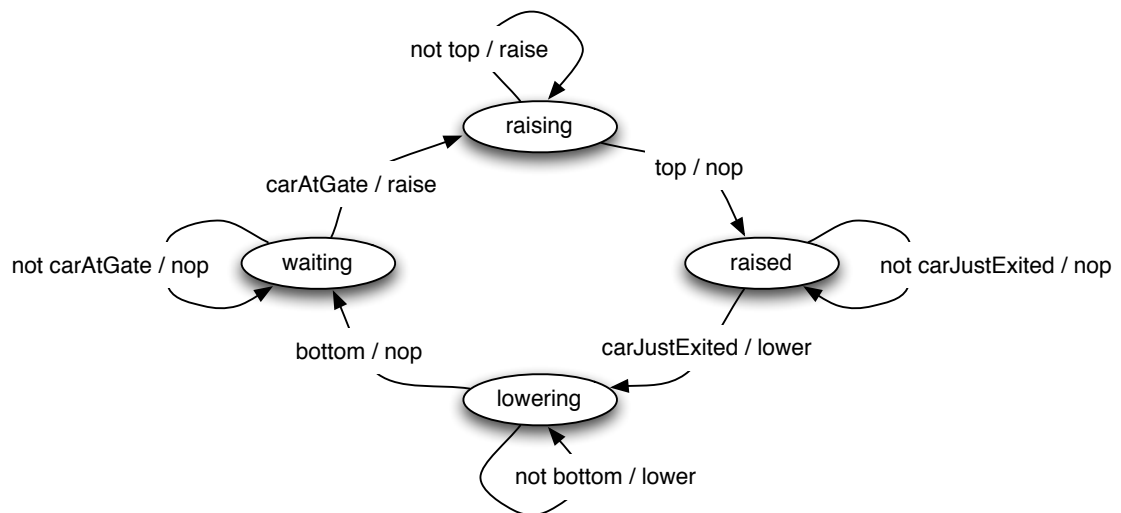 not top / raise
raising
top / nop
carAtGate / raise
not carAtGate / nop
waiting
raised
not carJustExited / nop
bottom / nop
carJustExited / lower
lowering
not bottom / lower